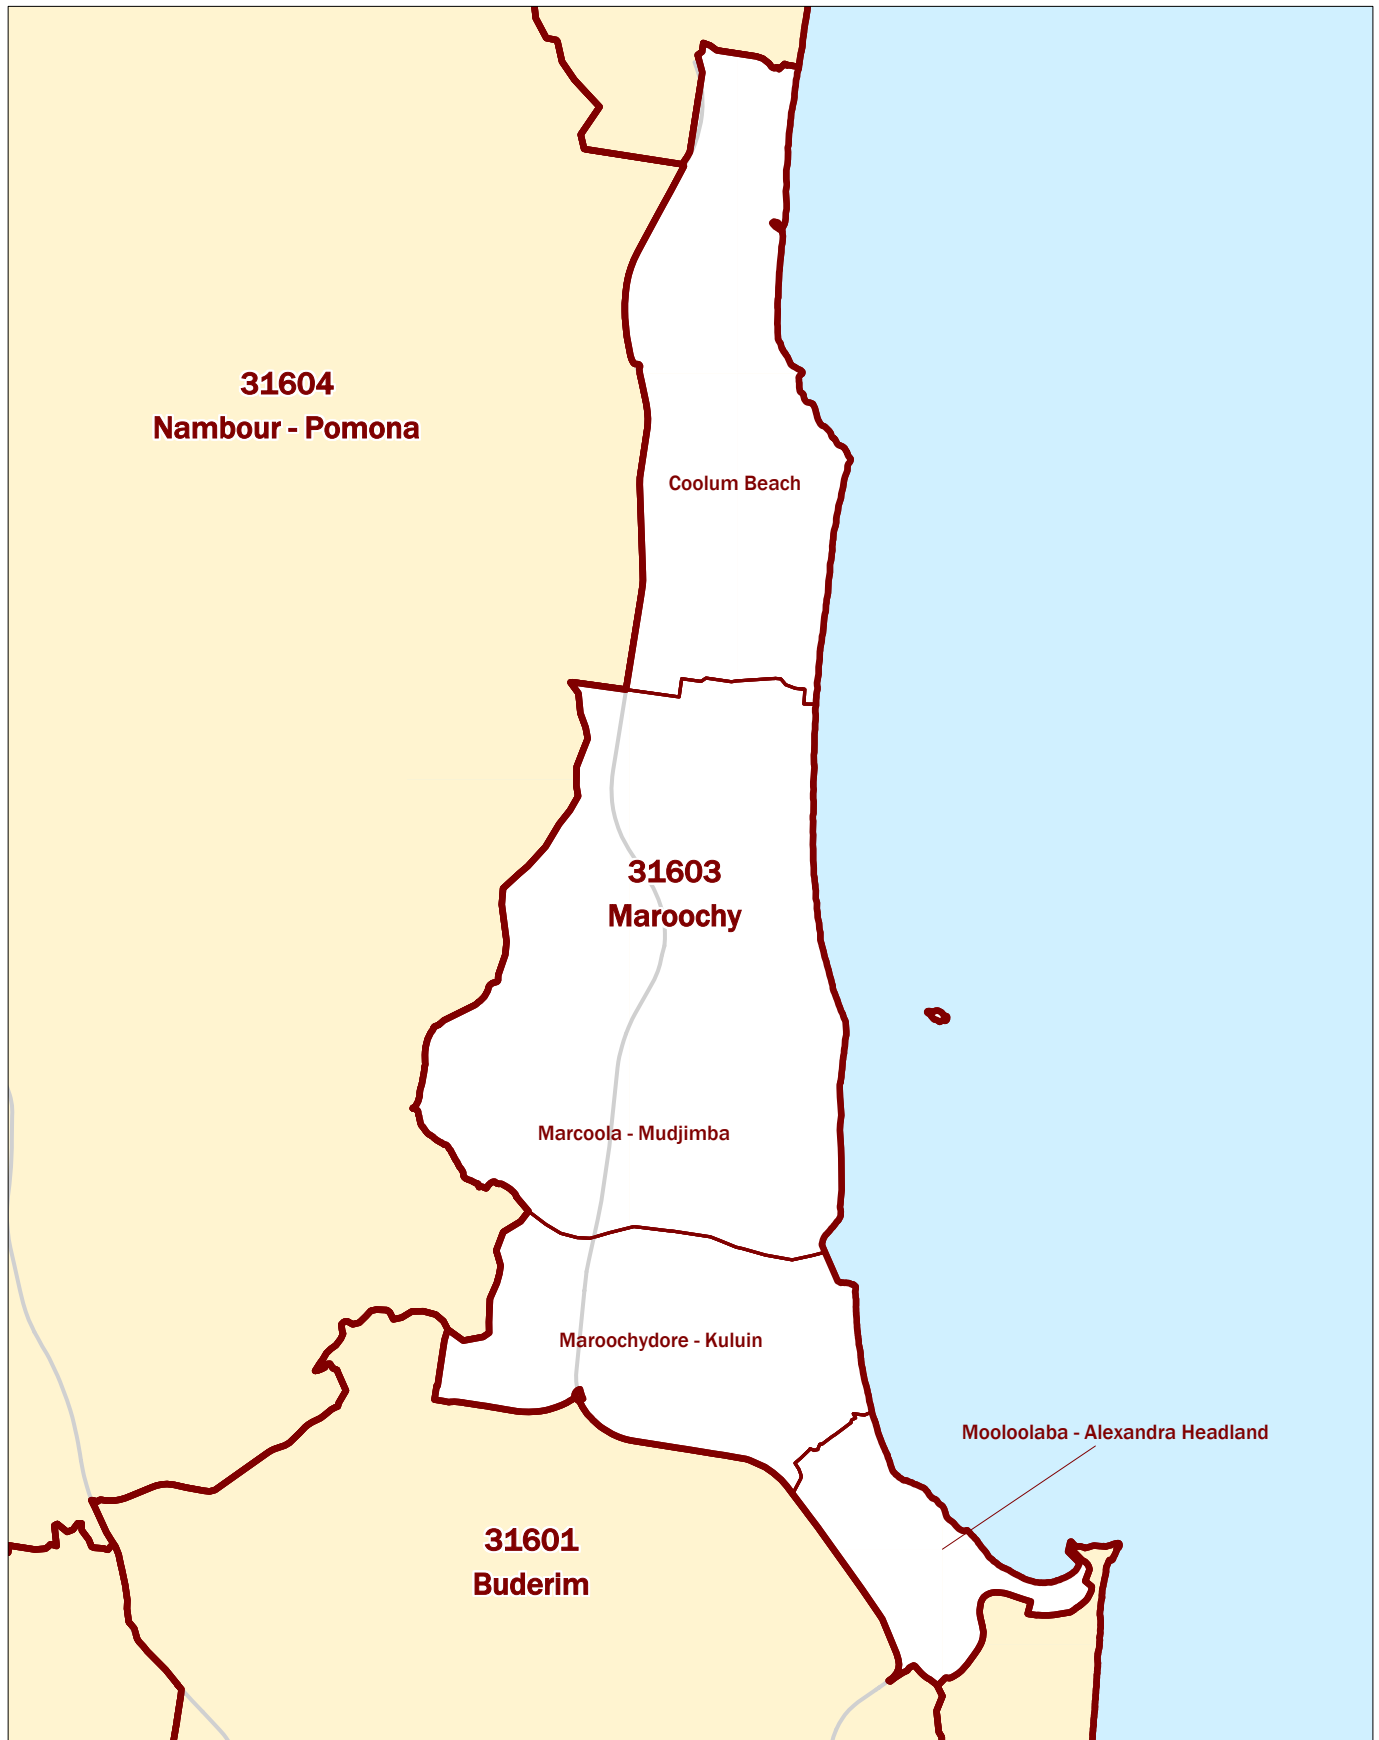 31604
Nambour - Pomona
Coolum Beach
31603
Maroochy
Marcoola - Mudjimba
Maroochydore - Kuluin
Mooloolaba - Alexandra Headland
31601
Buderim